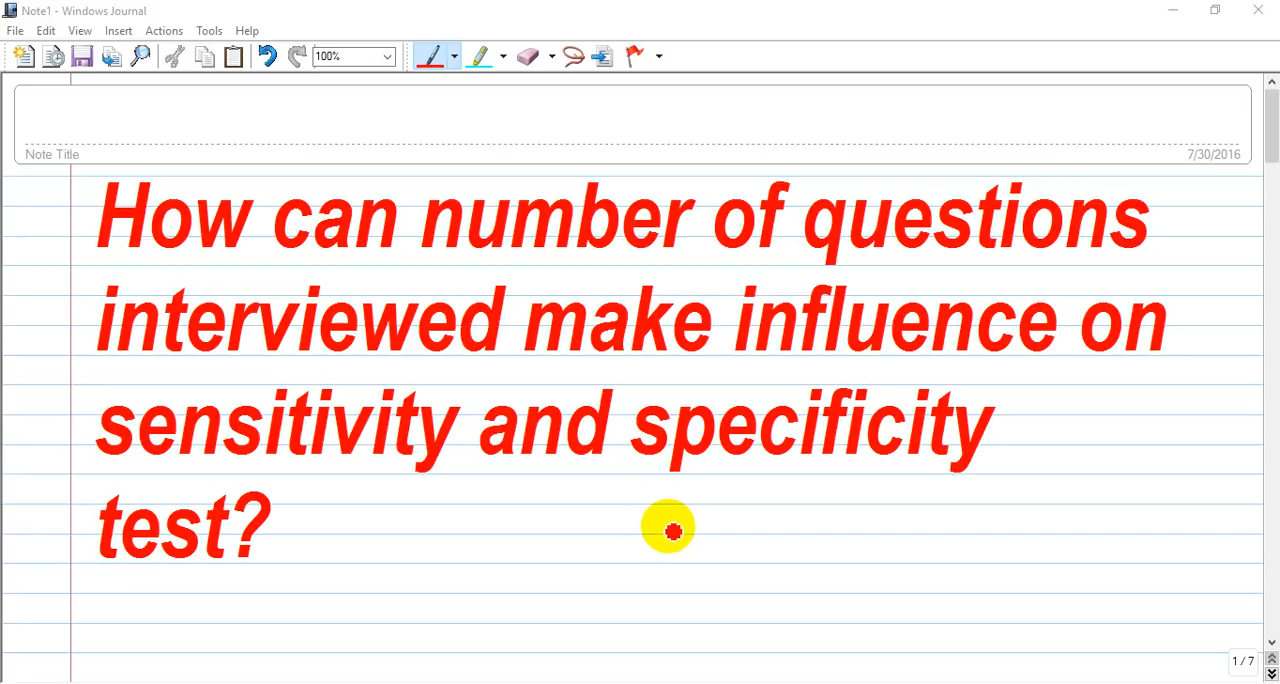 Note1 - Windows Journal
File Edit View Insert Actions Tools Help
100%
Note Title
7/30/2016
How can number of questions
interviewed make influence on
sensitivity and specificity
test?
1 / 7